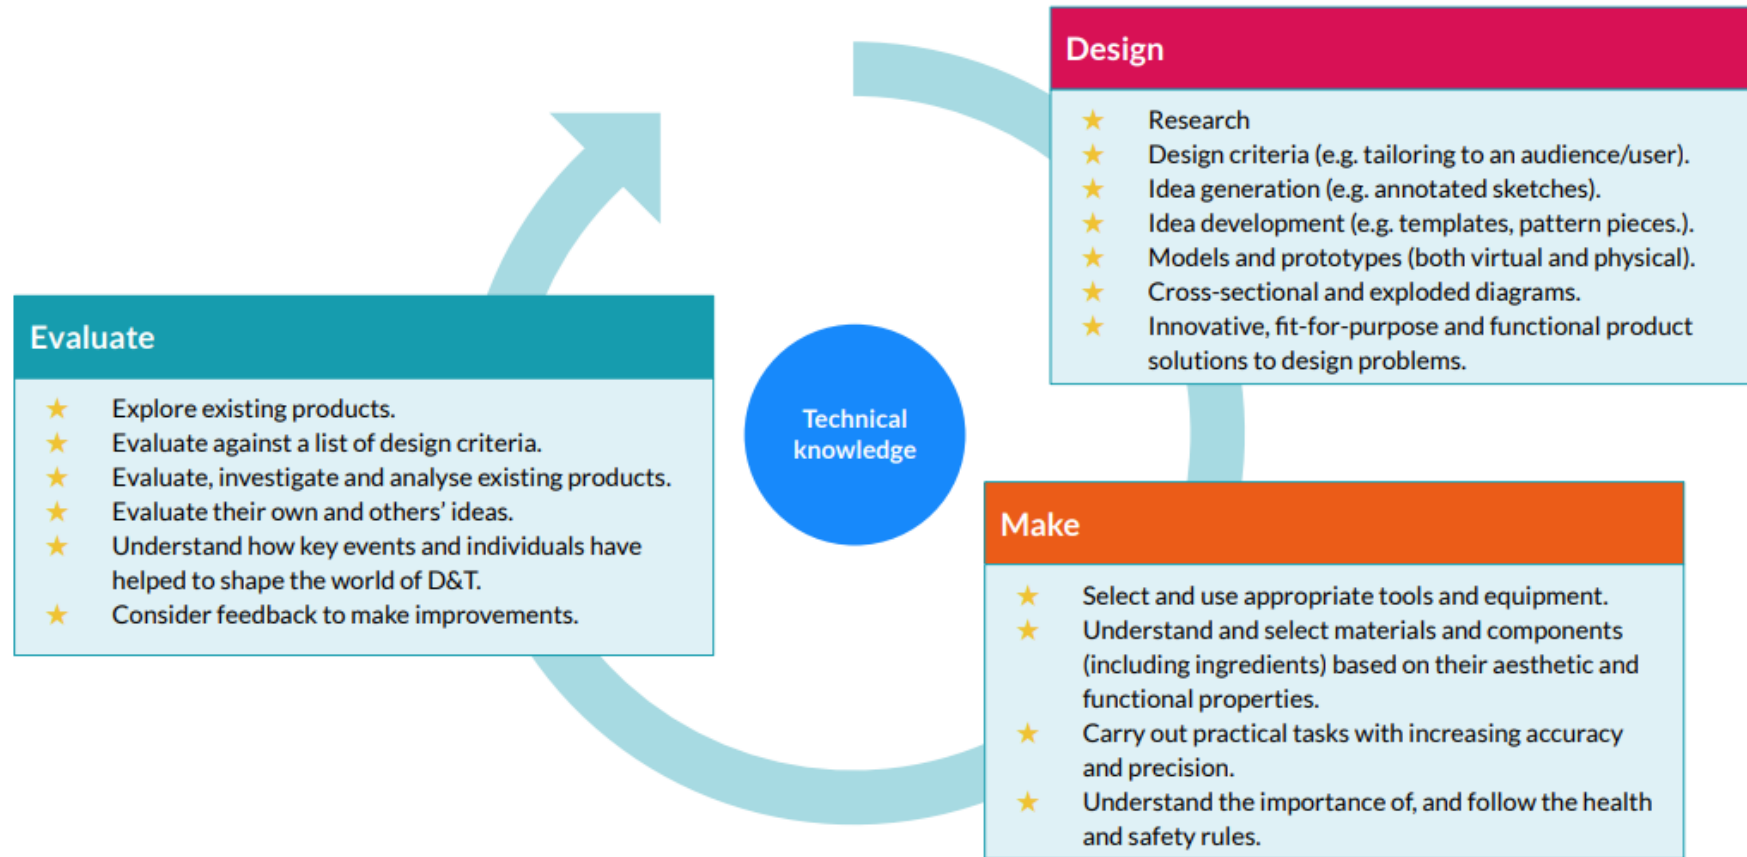 Design
Research
Design criteria (e.g. tailoring to an audience/user).
Idea generation (e.g. annotated sketches).
Idea development (e.g. templates, pattern pieces.).
Models and prototypes (both virtual and physical).
Cross-sectional and exploded diagrams.
Innovative, fit-for-purpose and functional product
solutions to design problems.
Evaluate
Explore existing products.
Evaluate against a list of design criteria.
Evaluate, investigate and analyse existing products.
Evaluate their own and others’ ideas.
Understand how key events and individuals have
helped to shape the world of D&T.
Consider feedback to make improvements.
Technical
knowledge
Make
Select and use appropriate tools and equipment.
Understand and select materials and components
(including ingredients) based on their aesthetic and
functional properties.
Carry out practical tasks with increasing accuracy
and precision.
Understand the importance of, and follow the health
and safety rules.